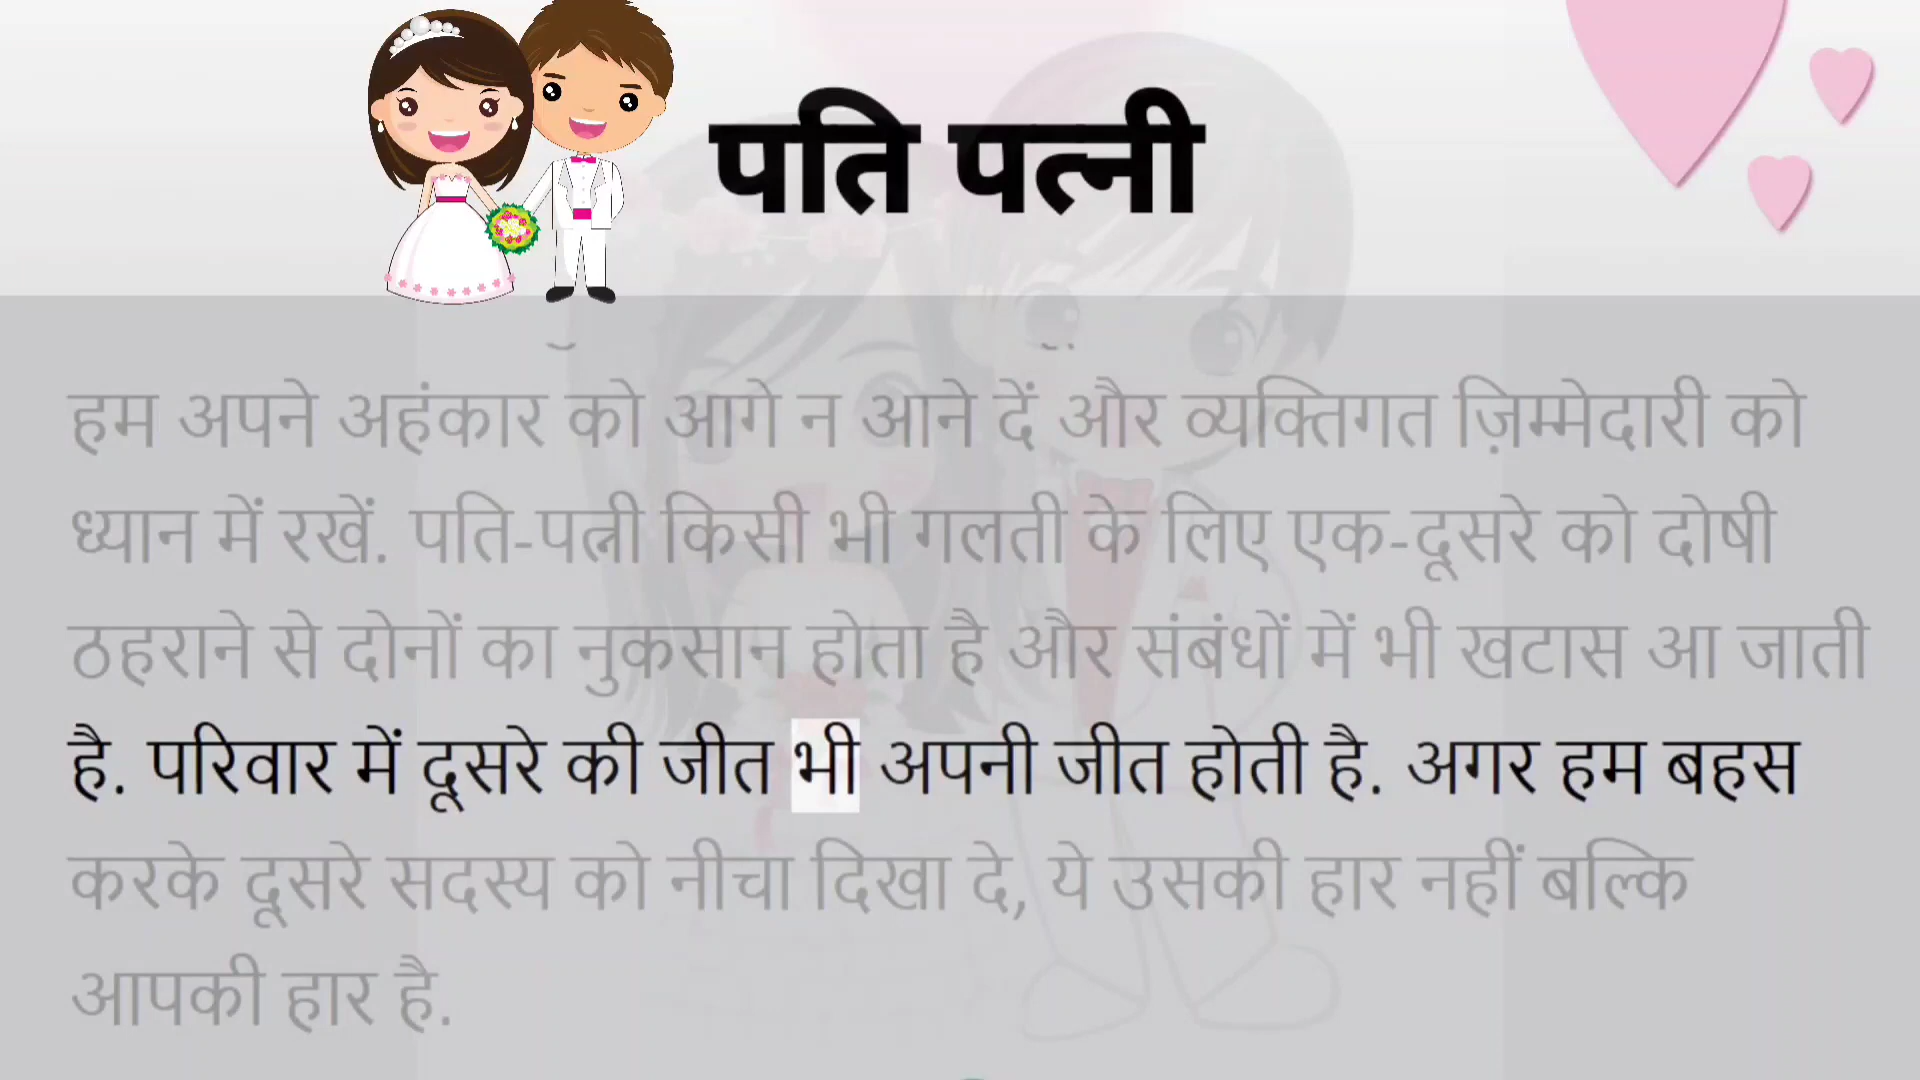 पति पत्नी
हम अपने अहंकार को आगे न आने दें और व्यक्तिगत ज़िम्मेदारी को
ध्यान में रखें. पति-पत्नी किसी भी गलती के लिए एक-दूसरे को दोषी
ठहराने से दोनों का नुकसान होता है और संबंधों में भी खटास आ जाती
है. परिवार में दूसरे की जीत भी अपनी जीत होती है. अगर हम बहस
करके दूसरे सदस्य को नीचा दिखा दे, ये उसकी हार नहीं बल्कि
आपकी हार है.